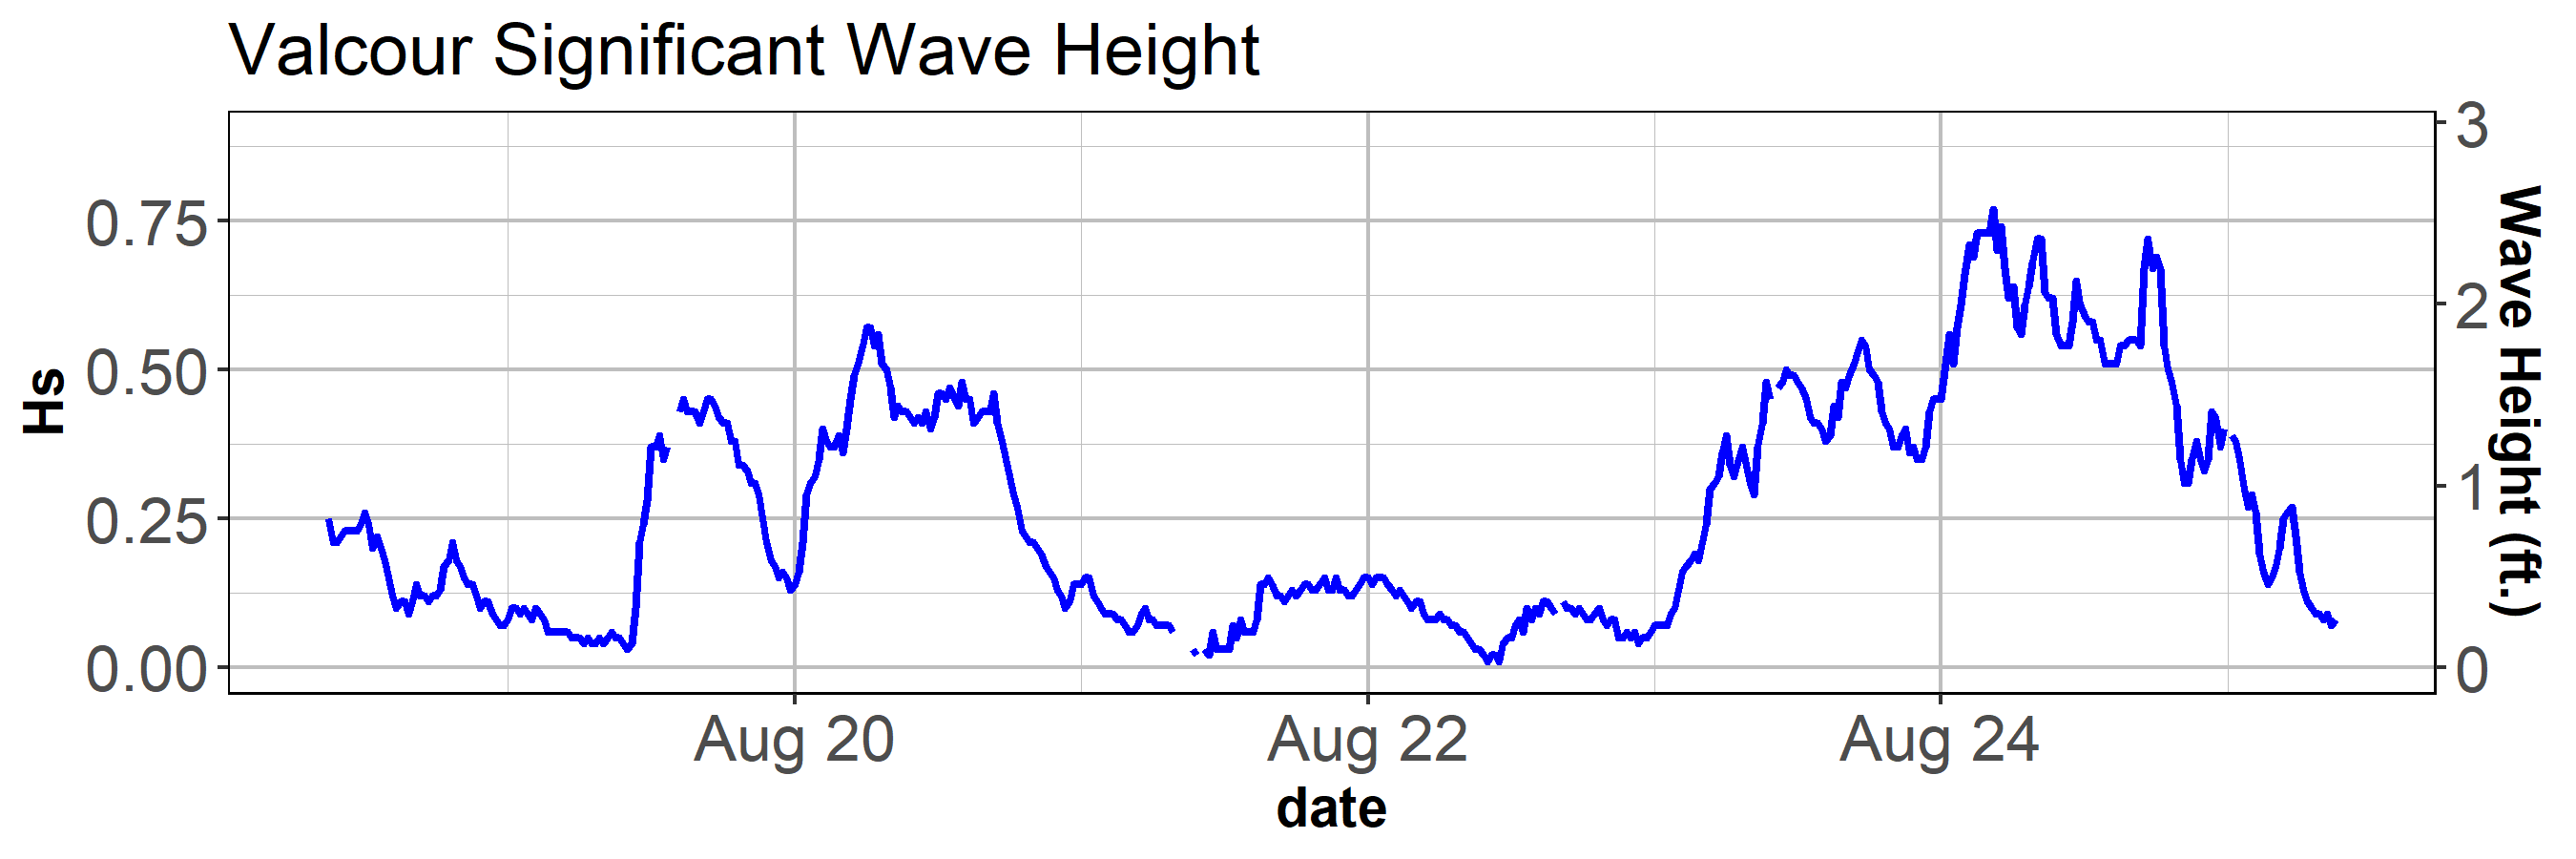 Valcour Significant Wave Height
Hs
0.75
0.50
0.25
0.00
3
2
1
0
Wave Height (ft.)
Aug 20
Aug 22
Aug 24
date